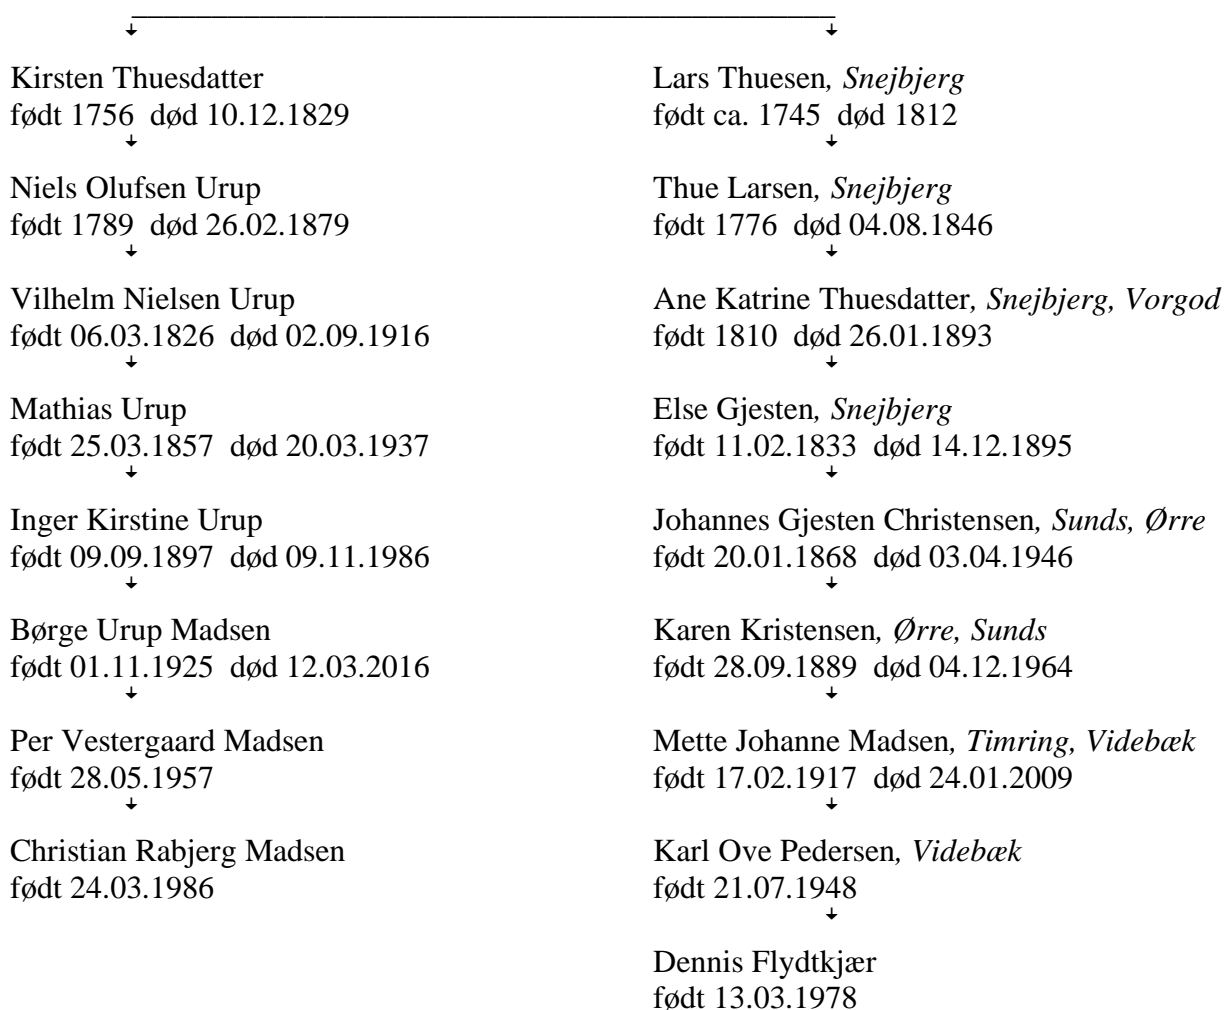 Kirsten Thuesdatter
født 1756 død 10.12.1829
Niels Olufsen Urup
født 1789 død 26.02.1879
Vilhelm Nielsen Urup
født 06.03.1826 død 02.09.1916
Mathias Urup
født 25.03.1857 død 20.03.1937
Inger Kirstine Urup
født 09.09.1897 død 09.11.1986
Børge Urup Madsen
født 01.11.1925 død 12.03.2016
Per Vestergaard Madsen
født 28.05.1957
Christian Rabjerg Madsen
født 24.03.1986
Lars Thuesen, Snejbjerg
født ca. 1745 død 1812
Thue Larsen, Snejbjerg
født 1776 død 04.08.1846
Ane Katrine Thuesdatter, Snejbjerg, Vorgod
født 1810 død 26.01.1893
Else Gjesten, Snejbjerg
født 11.02.1833 død 14.12.1895
Johannes Gjesten Christensen, Sunds, Ørre
født 20.01.1868 død 03.04.1946
Karen Kristensen, Ørre, Sunds
født 28.09.1889 død 04.12.1964
Mette Johanne Madsen, Timring, Videbæk
født 17.02.1917 død 24.01.2009
Karl Ove Pedersen, Videbæk
født 21.07.1948
Dennis Flydtkjær
født 13.03.1978